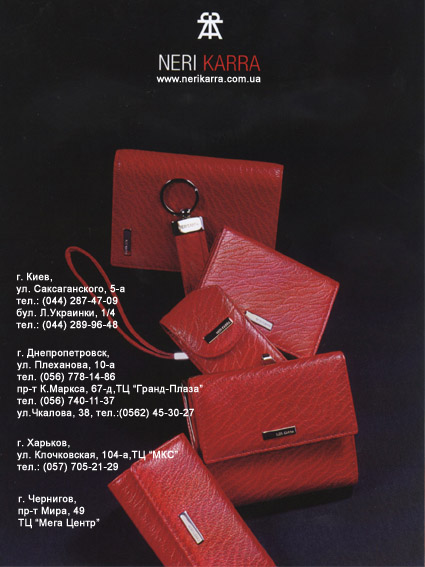 NERI KARRA
www.nerikarra.com.ua
г. Киев,
ул. Саксаганского, 5-а
тел.: (044) 287-47-09
бул. Л.Украинки, 1/4
тел.: (044) 289-96-48
г. Днепропетровск,
ул. Плеханова, 10-а
тел. (056) 778-14-86
пр-т К.Маркса, 67-д,ТЦ "Гранд-Плаза"
тел. (056) 740-11-37
ул.Чкалова, 38, тел.:(0562) 45-30-27
г. Харьков,
ул. Клочковская, 104-а,ТЦ "МКС"
тел.: (057) 705-21-29
г. Чернигов,
пр-т Мира, 49
ТЦ "Мега Центр"
NERI KARRA